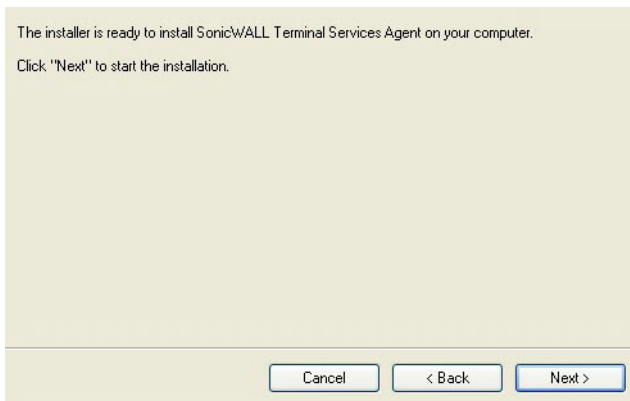 The installer is ready to install SonicWALL Terminal Services Agent on your computer.
Click "Next" to start the installation.
Cancel
< Back
Next >